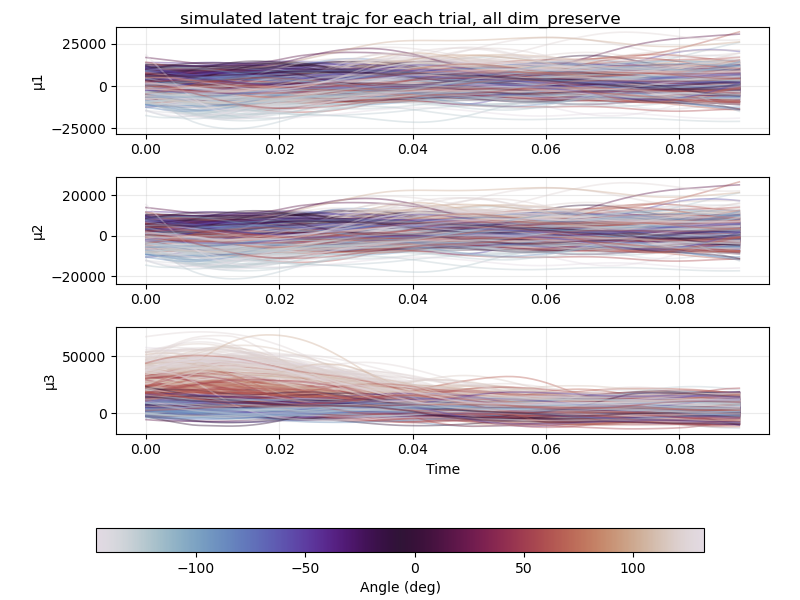 simulated latent trajc for each trial, all dim_preserve
25000
0
−25000
μ1
0.00 0.02 0.04 0.06 0.08
20000
0
−20000
μ2
0.00 0.02 0.04 0.06 0.08
50000
0
μ3
0.00 0.02 0.04 0.06 0.08
Time
−100 −50 0 50 100
Angle (deg)